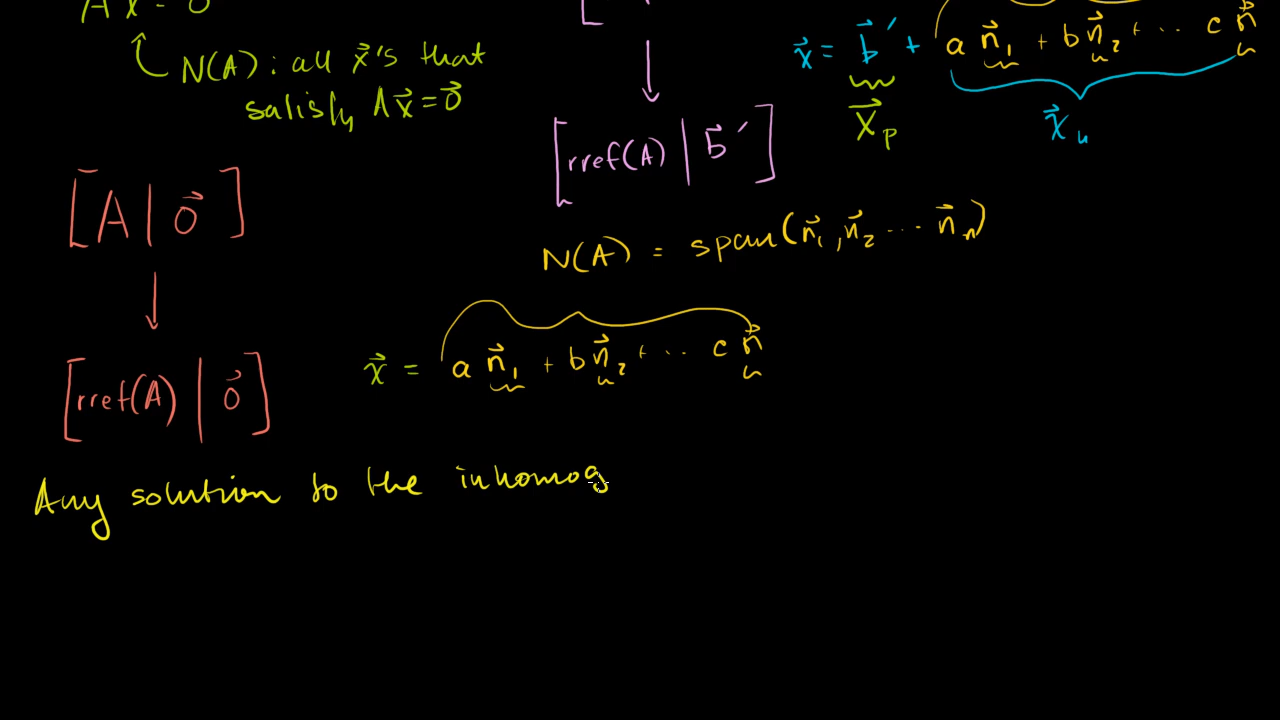 A x = 0
N(A) : all x⃗'s that
satisfy Ax⃗ = 0⃗
x⃗ = b⃗′ + a n⃗₁ + b n⃗₂ + ⋯ c n⃗
x⃗ₚ
x⃗ₙ
[rref(A) | b⃗′]
[A | 0⃗]
N(A) = span(n⃗₁, n⃗₂ ⋯ n⃗ₙ)
x⃗ = a n⃗₁ + b n⃗₂ + ⋯ c n⃗
[rref(A) | 0⃗]
Any solution to the inhomog